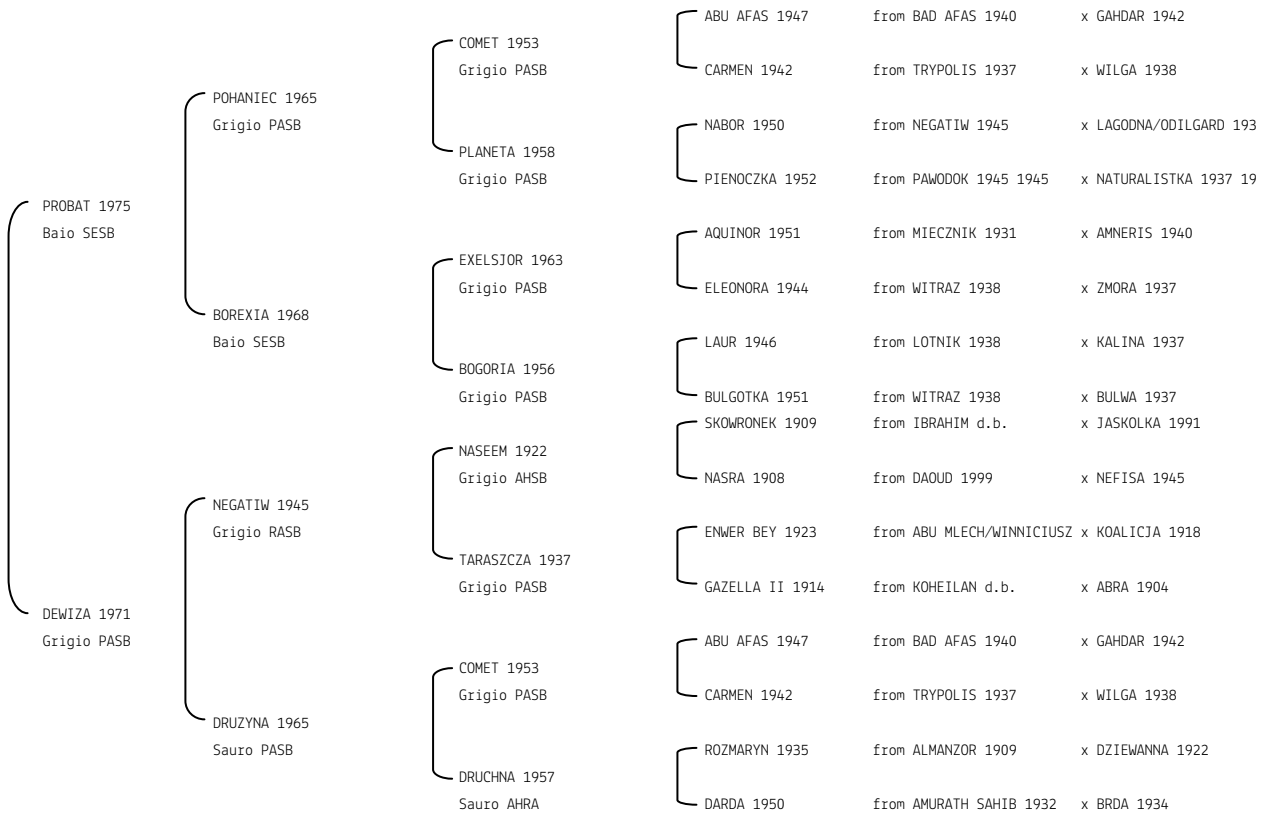 ABU AFAS 1947 from BAD AFAS 1940 x GAHDAR 1942
COMET 1953
Grigio PASB
CARMEN 1942 from TRYPOLIS 1937 x WILGA 1938
POHANIEC 1965
Grigio PASB
NABOR 1950 from NEGATIW 1945 x LAGODNA/ODILGARD 193
PLANETA 1958
Grigio PASB
PIENOCZKA 1952 from PAWODOK 1945 1945 x NATURALISTKA 1937 19
PROBAT 1975
Baio SESB
AQUINOR 1951 from MIECZNIK 1931 x AMNERIS 1940
EXELSJOR 1963
Grigio PASB
ELEONORA 1944 from WITRAZ 1938 x ZMORA 1937
BOREXIA 1968
Baio SESB
LAUR 1946 from LOTNIK 1938 x KALINA 1937
BOGORIA 1956
Grigio PASB
BULGOTKA 1951 from WITRAZ 1938 x BULWA 1937
SKOWRONEK 1909 from IBRAHIM d.b. x JASKOLKA 1991
NASEEM 1922
Grigio AHSB
NASRA 1908 from DAOUD 1999 x NEFISA 1945
NEGATIW 1945
Grigio RASB
ENWER BEY 1923 from ABU MLECH/WINNICIUSZ x KOALICJA 1918
TARASZCZA 1937
Grigio PASB
GAZELLA II 1914 from KOHEILAN d.b. x ABRA 1904
DEWIZA 1971
Grigio PASB
ABU AFAS 1947 from BAD AFAS 1940 x GAHDAR 1942
COMET 1953
Grigio PASB
CARMEN 1942 from TRYPOLIS 1937 x WILGA 1938
DRUZYNA 1965
Sauro PASB
ROZMARYN 1935 from ALMANZOR 1909 x DZIEWANNA 1922
DRUCHNA 1957
Sauro AHRA
DARDA 1950 from AMURATH SAHIB 1932 x BRDA 1934